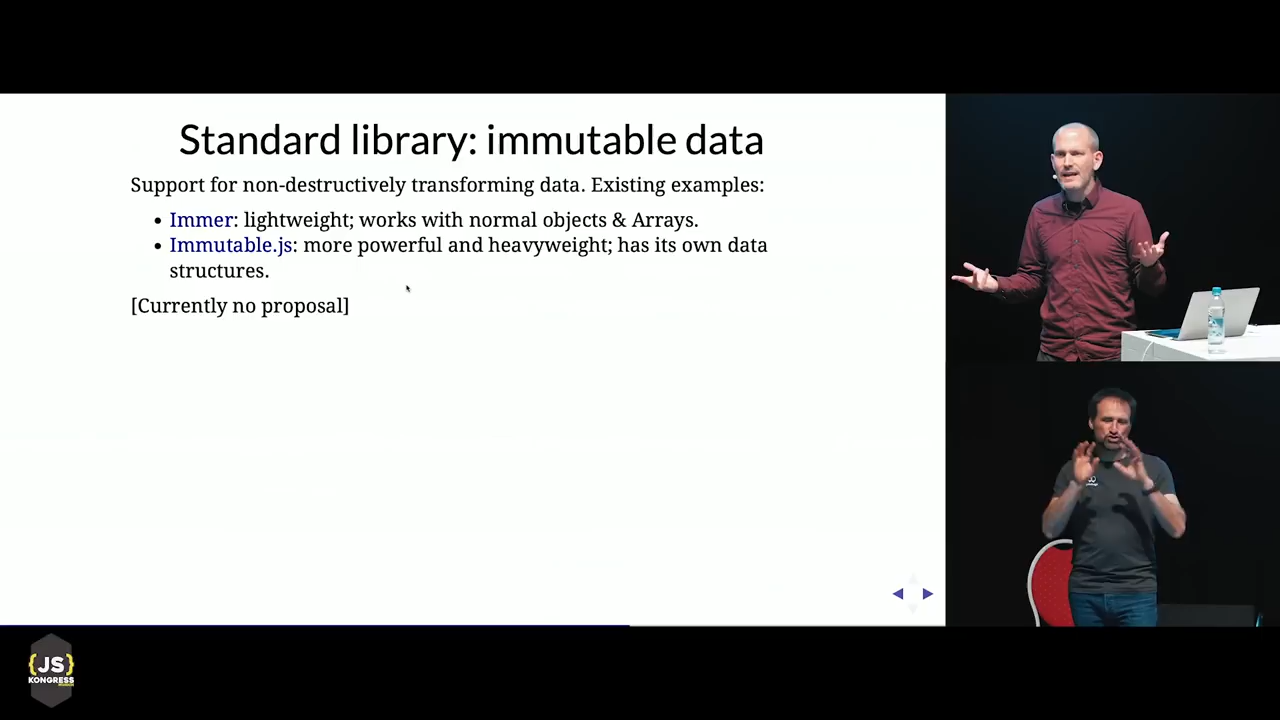 Standard library: immutable data
Support for non-destructively transforming data. Existing examples:
• Immer: lightweight; works with normal objects & Arrays.
• Immutable.js: more powerful and heavyweight; has its own data
structures.
[Currently no proposal]
{JS}
KONGRESS